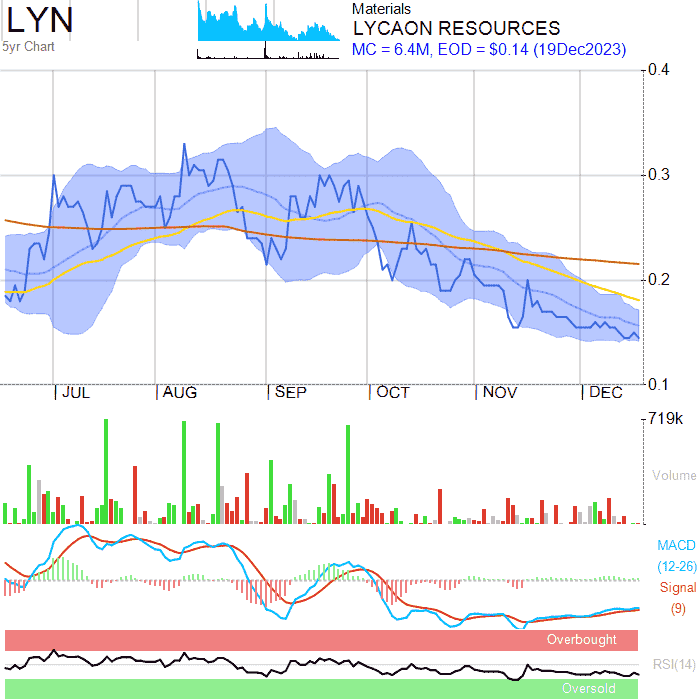 LYN
5yr Chart
Materials
LYCAON RESOURCES
MC = 6.4M, EOD = $0.14 (19Dec2023)
0.4
0.3
0.2
0.1
JUL AUG SEP OCT NOV DEC
719k
Volume
MACD
(12-26)
Signal
(9)
Overbought
RSI(14)
Oversold